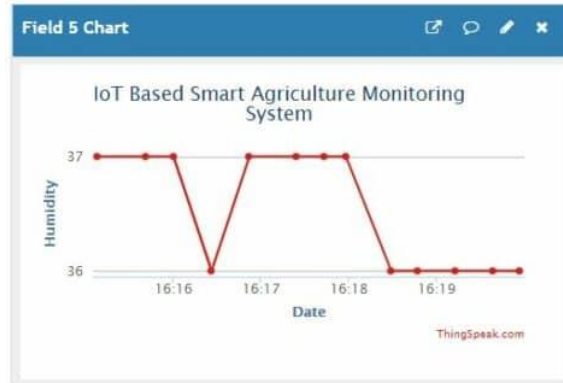 Field 5 Chart
IoT Based Smart Agriculture Monitoring
System
37
Humidity
36
16:16 16:17 16:18 16:19
Date
ThingSpeak.com